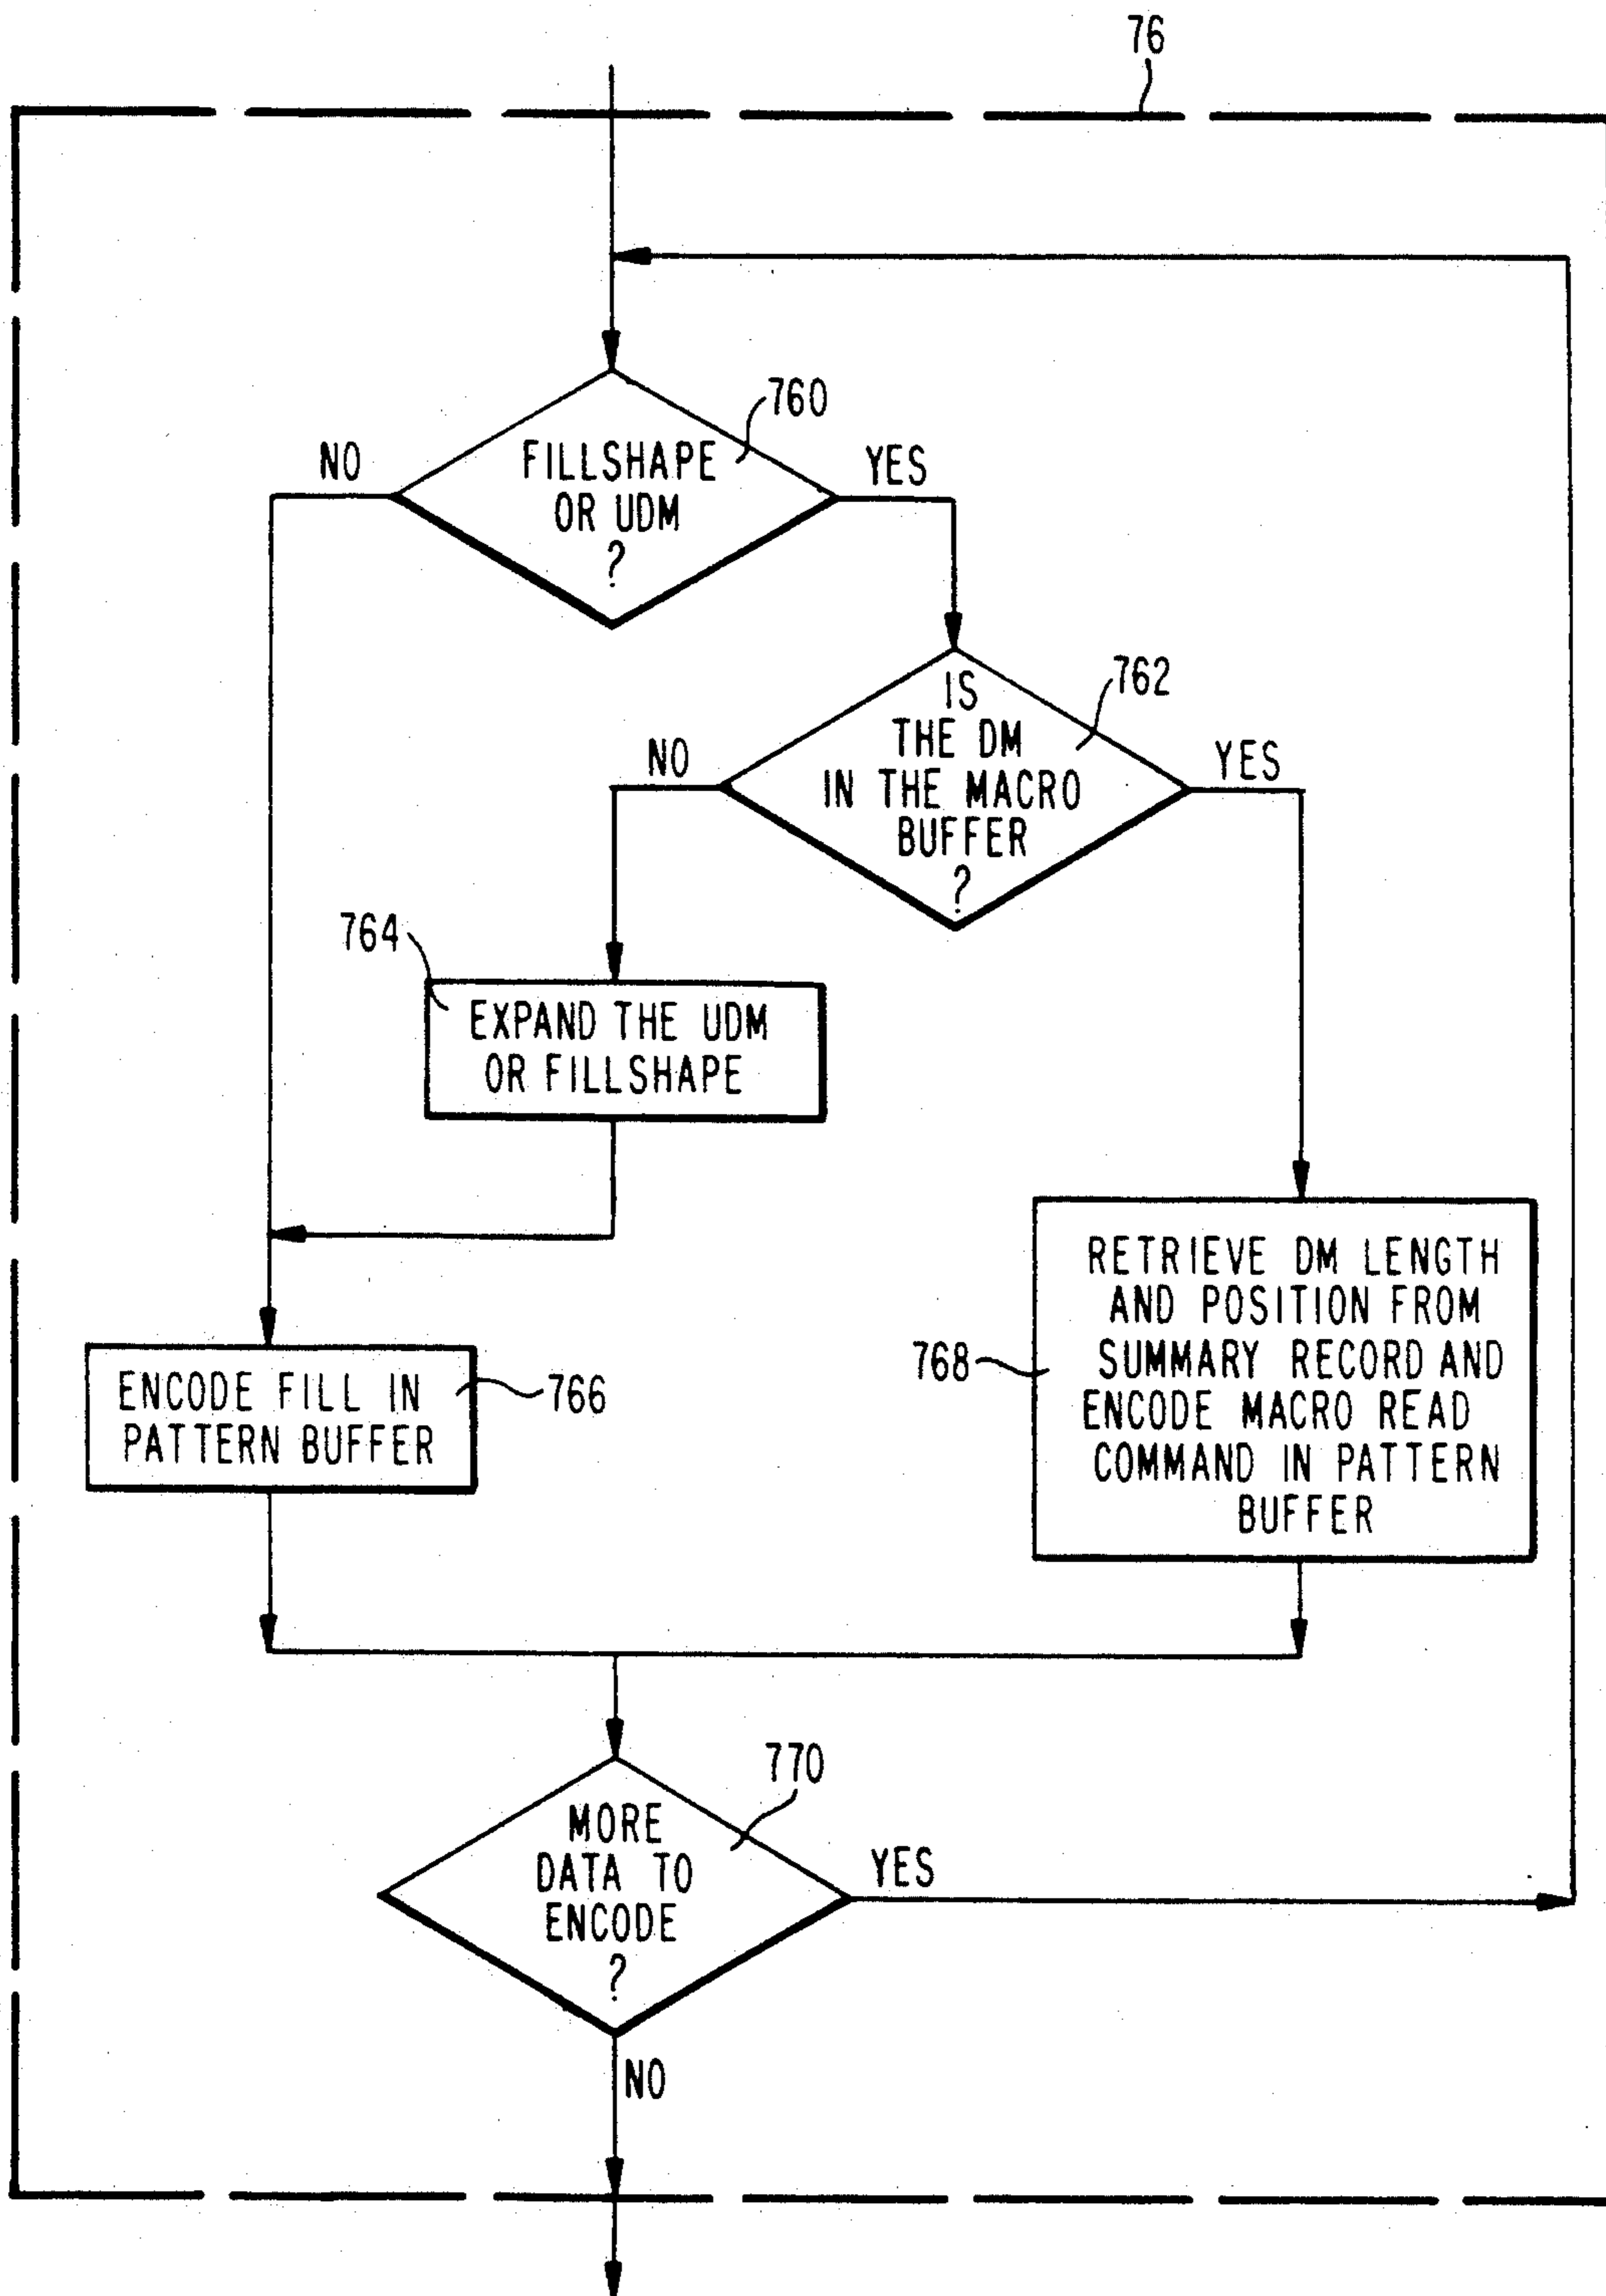 76
760
NO
FILLSHAPE
OR UDM
?
YES
762
IS
THE DM
IN THE MACRO
BUFFER
?
NO
YES
764
EXPAND THE UDM
OR FILLSHAPE
RETRIEVE DM LENGTH
AND POSITION FROM
SUMMARY RECORD AND
ENCODE MACRO READ
COMMAND IN PATTERN
BUFFER
768
ENCODE FILL IN
PATTERN BUFFER
766
770
MORE
DATA TO
ENCODE
?
YES
NO